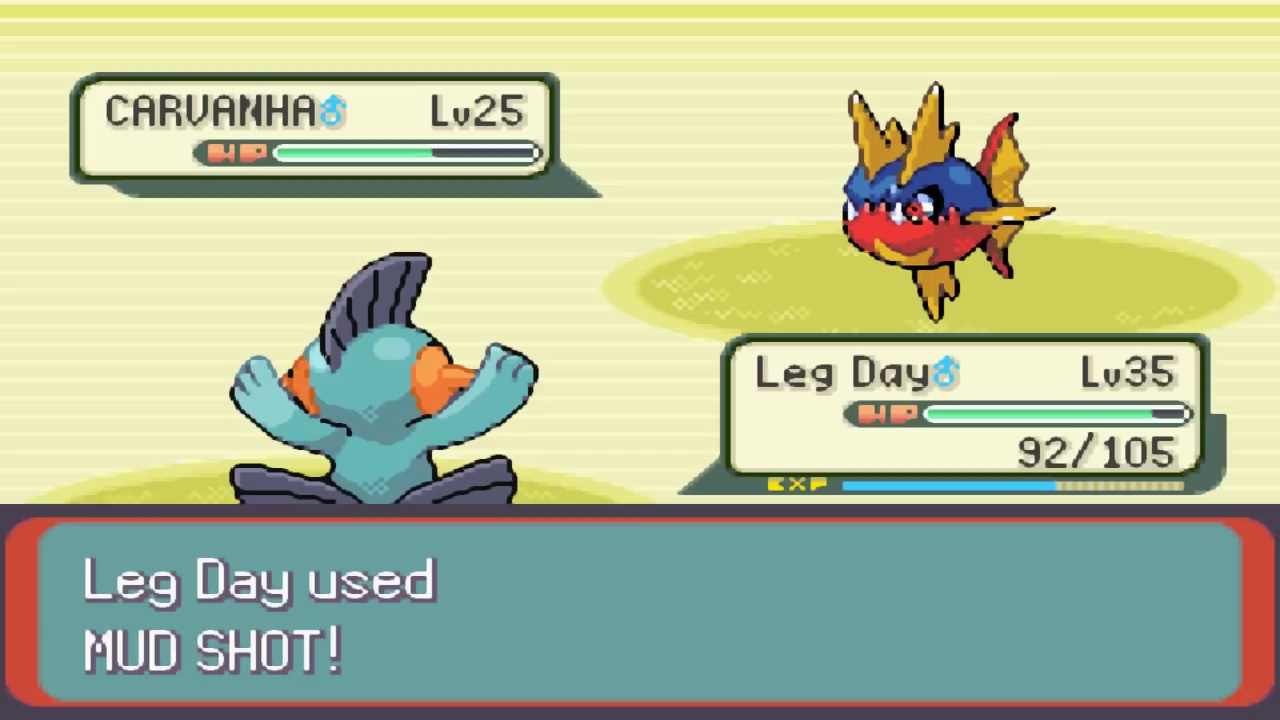 CARVANHA♂ Lv25
HP
Leg Day♂ Lv35
HP
92/105
EXP
Leg Day used
MUD SHOT!